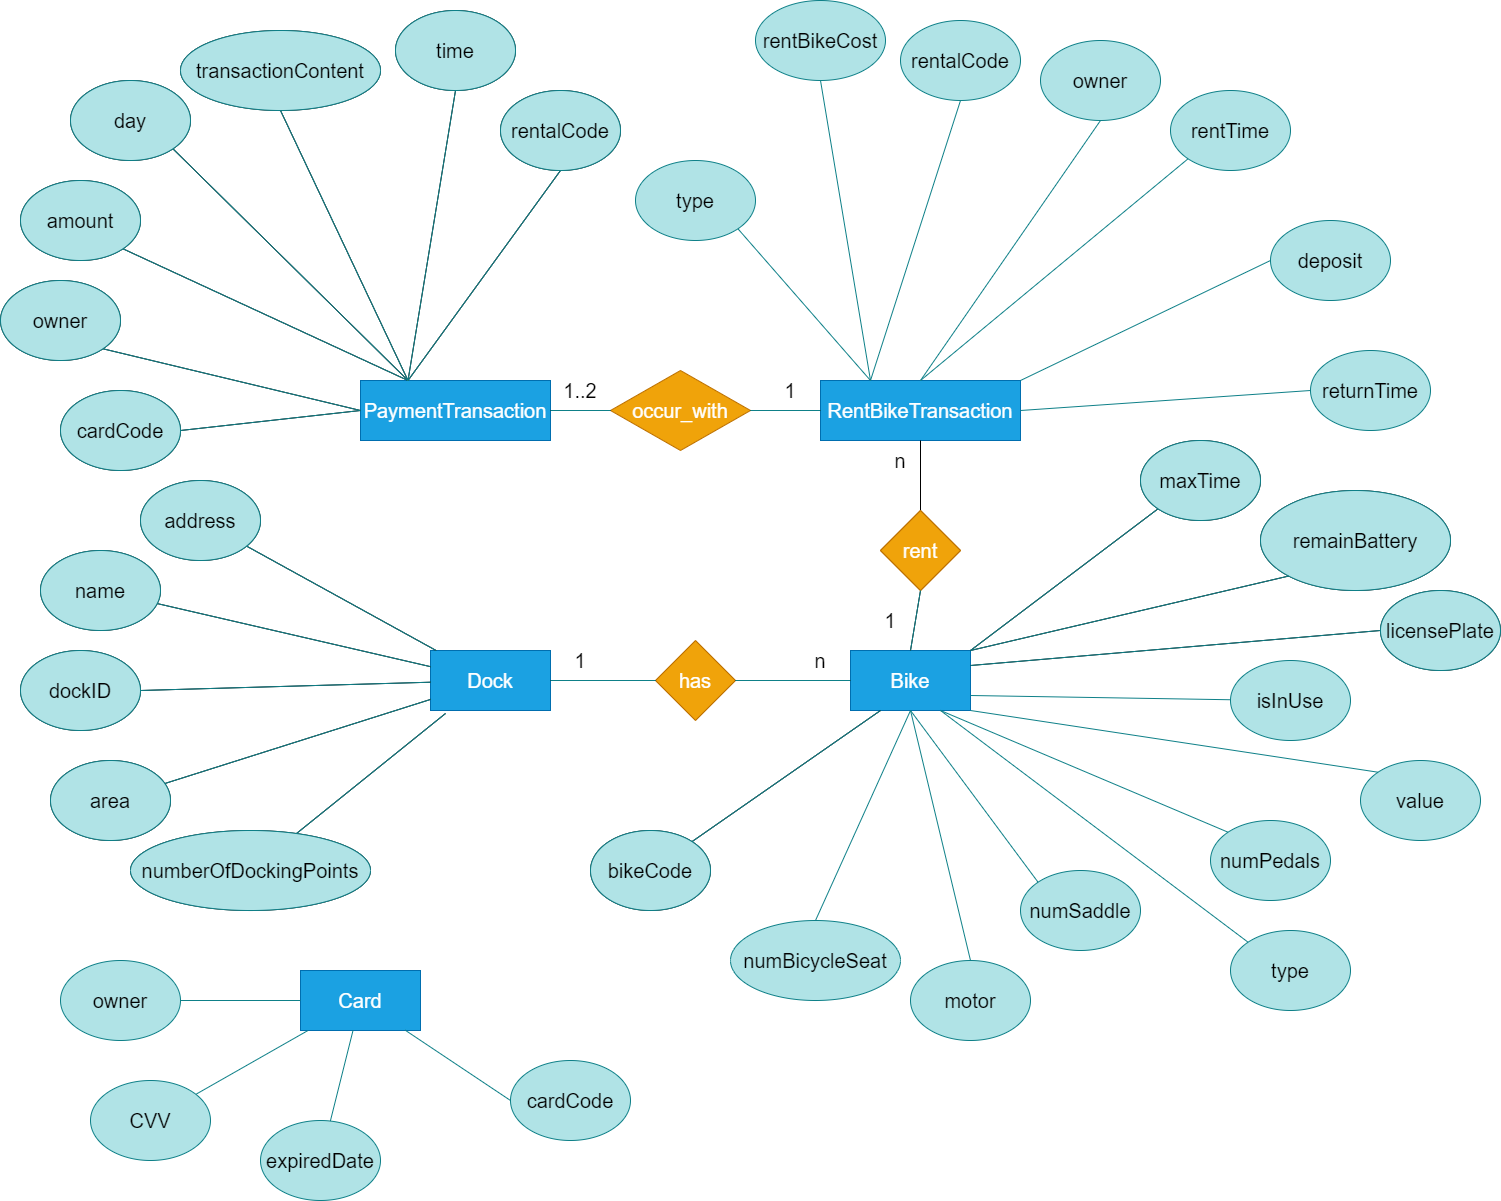 time
transactionContent
day
rentalCode
amount
owner
cardCode
PaymentTransaction
1..2
occur_with
1
RentBikeTransaction
rentBikeCost
rentalCode
owner
rentTime
type
deposit
returnTime
n
rent
1
address
name
dockID
area
numberOfDockingPoints
Dock
1
has
n
Bike
maxTime
remainBattery
licensePlate
isInUse
value
numPedals
type
numSaddle
motor
numBicycleSeat
bikeCode
Card
owner
CVV
expiredDate
cardCode